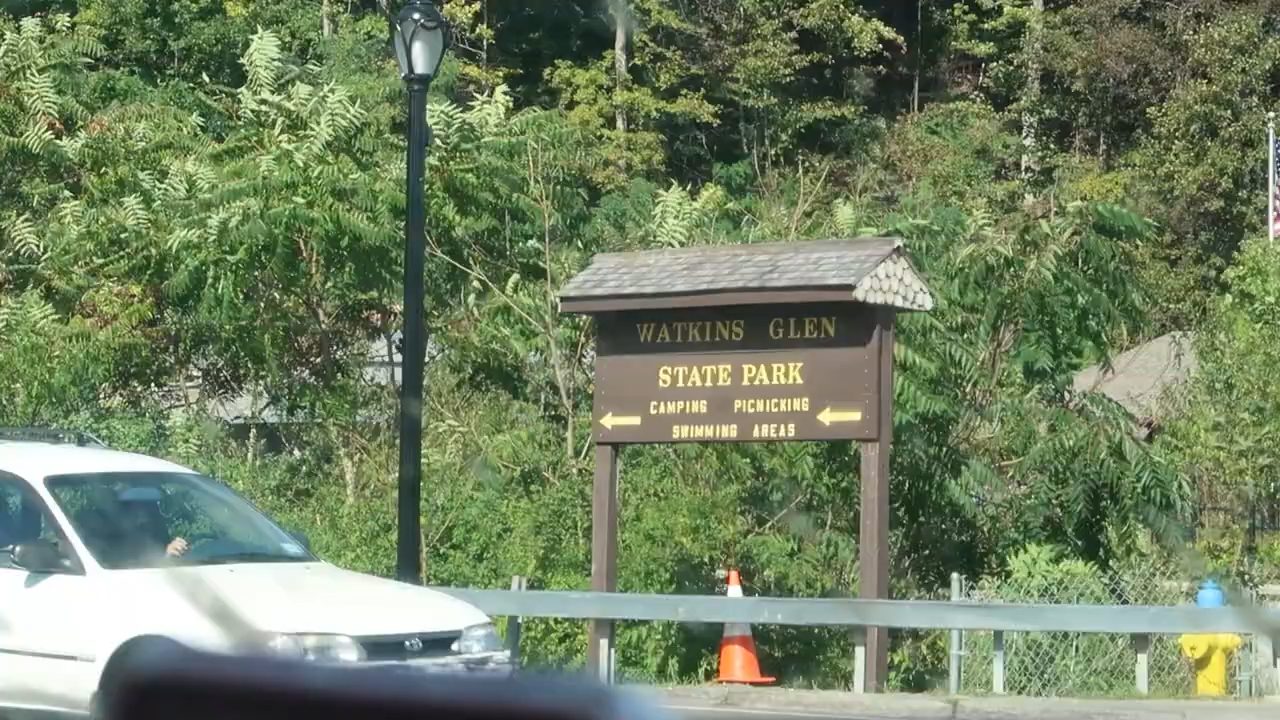 WATKINS GLEN
STATE PARK
CAMPING PICNICKING
SWIMMING AREAS